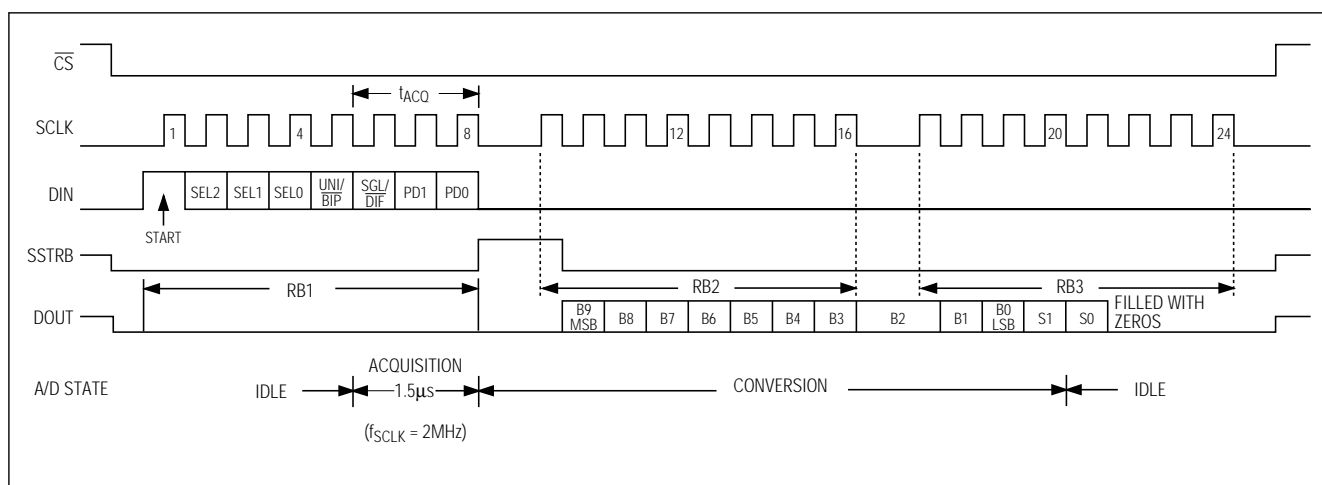 CS
tACQ
SCLK 1 4 8 12 16 20 24
DIN SEL2 SEL1 SEL0 UNI/BIP SGL/DIF PD1 PD0
START
SSTRB
RB1 RB2 RB3
DOUT B9 MSB B8 B7 B6 B5 B4 B3 B2 B1 B0 LSB S1 S0 FILLED WITH ZEROS
A/D STATE IDLE ACQUISITION 1.5μs CONVERSION IDLE
(fSCLK = 2MHz)